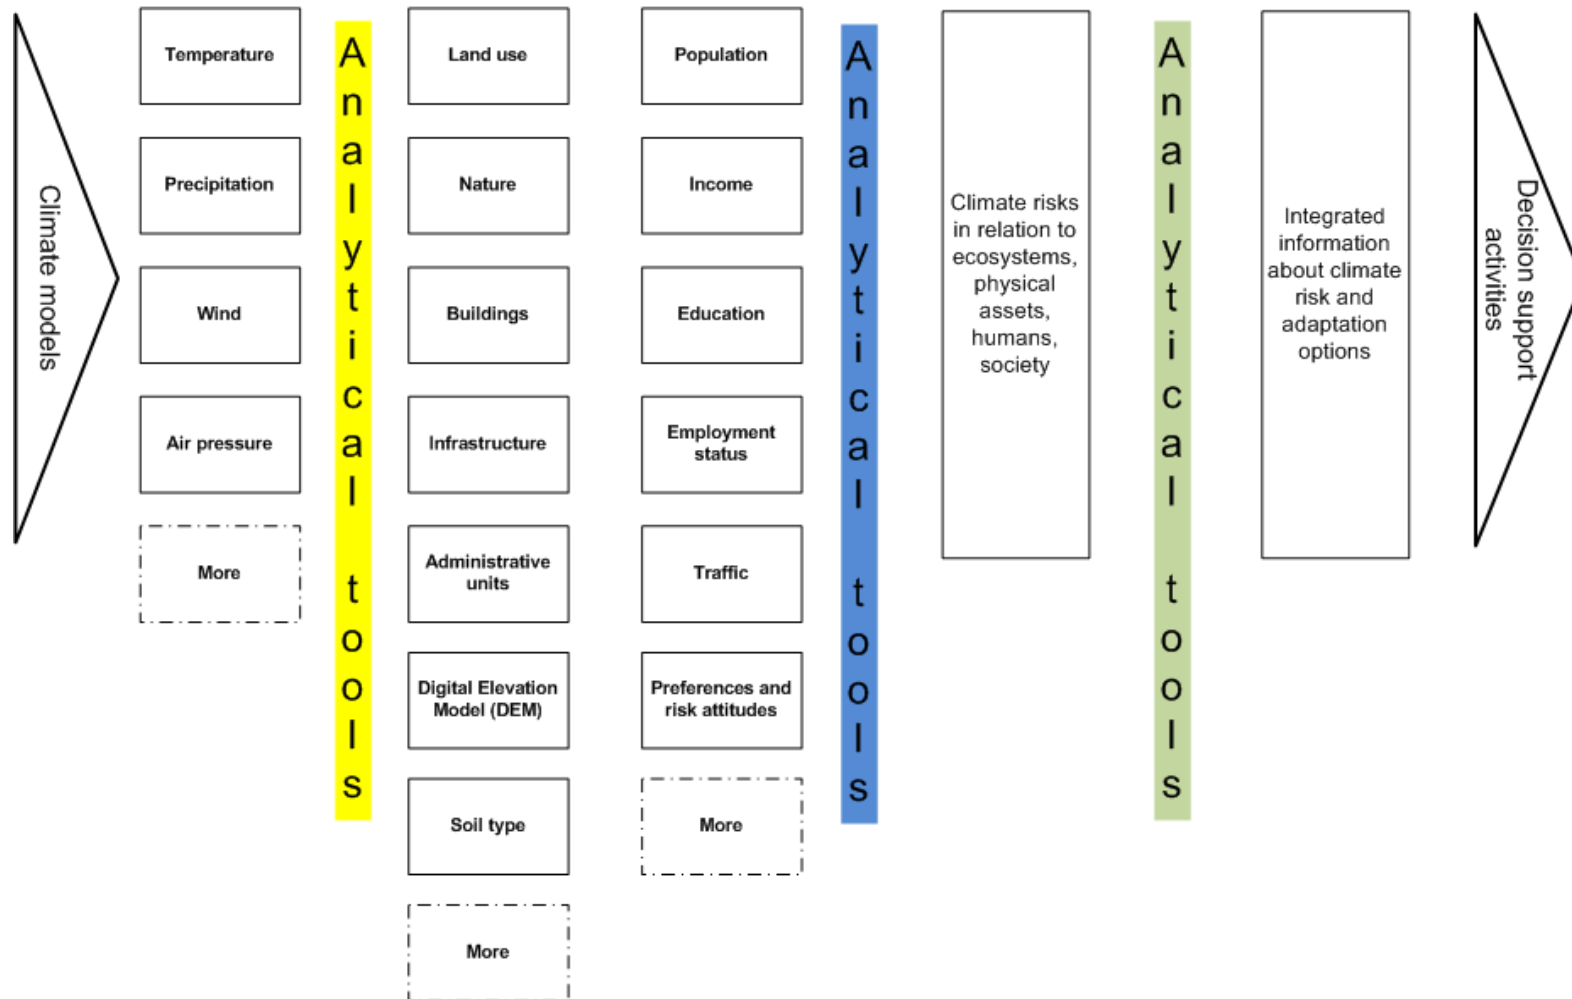 Climate models
Temperature
Precipitation
Wind
Air pressure
More
Analytical tools
Land use
Nature
Buildings
Infrastructure
Administrative
units
Digital Elevation
Model (DEM)
Soil type
More
Population
Income
Education
Employment
status
Traffic
Preferences and
risk attitudes
More
Analytical tools
Climate risks
in relation to
ecosystems,
physical
assets,
humans,
society
Analytical tools
Integrated
information
about climate
risk and
adaptation
options
Decision support
activities